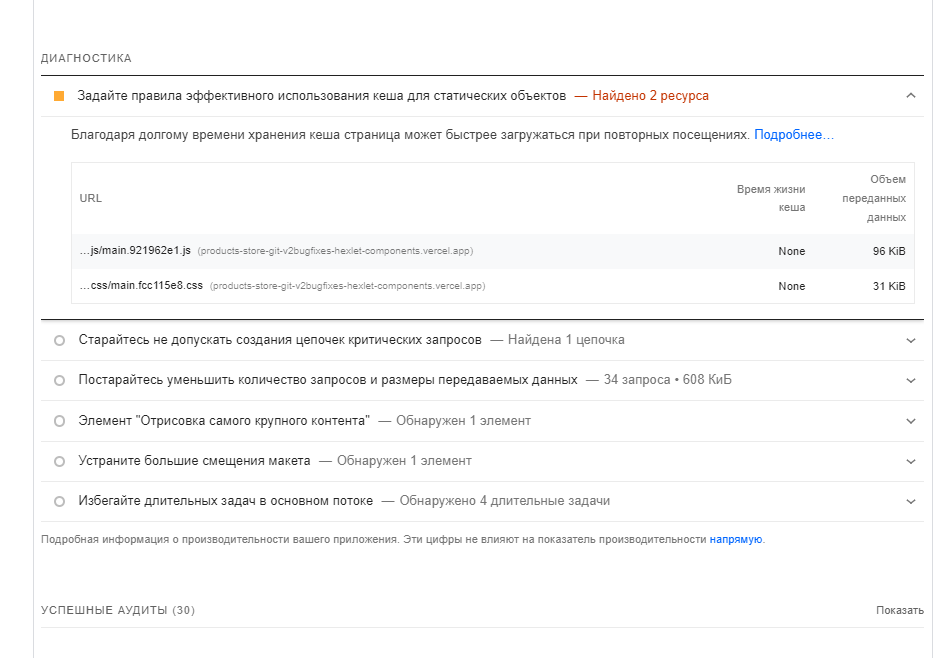 ДИАГНОСТИКА
Задайте правила эффективного использования кеша для статических объектов — Найдено 2 ресурса
Благодаря долгому времени хранения кеша страница может быстрее загружаться при повторных посещениях. Подробнее…
URL
Время жизни
кеша
Объем
переданных
данных
…js/main.921962e1.js (products-store-git-v2bugfixes-hexlet-components.vercel.app) None 96 KiB
…css/main.fcc115e8.css (products-store-git-v2bugfixes-hexlet-components.vercel.app) None 31 KiB
Старайтесь не допускать создания цепочек критических запросов — Найдена 1 цепочка
Постарайтесь уменьшить количество запросов и размеры передаваемых данных — 34 запроса • 608 КиБ
Элемент "Отрисовка самого крупного контента" — Обнаружен 1 элемент
Устраните большие смещения макета — Обнаружен 1 элемент
Избегайте длительных задач в основном потоке — Обнаружено 4 длительные задачи
Подробная информация о производительности вашего приложения. Эти цифры не влияют на показатель производительности напрямую.
УСПЕШНЫЕ АУДИТЫ (30) Показать